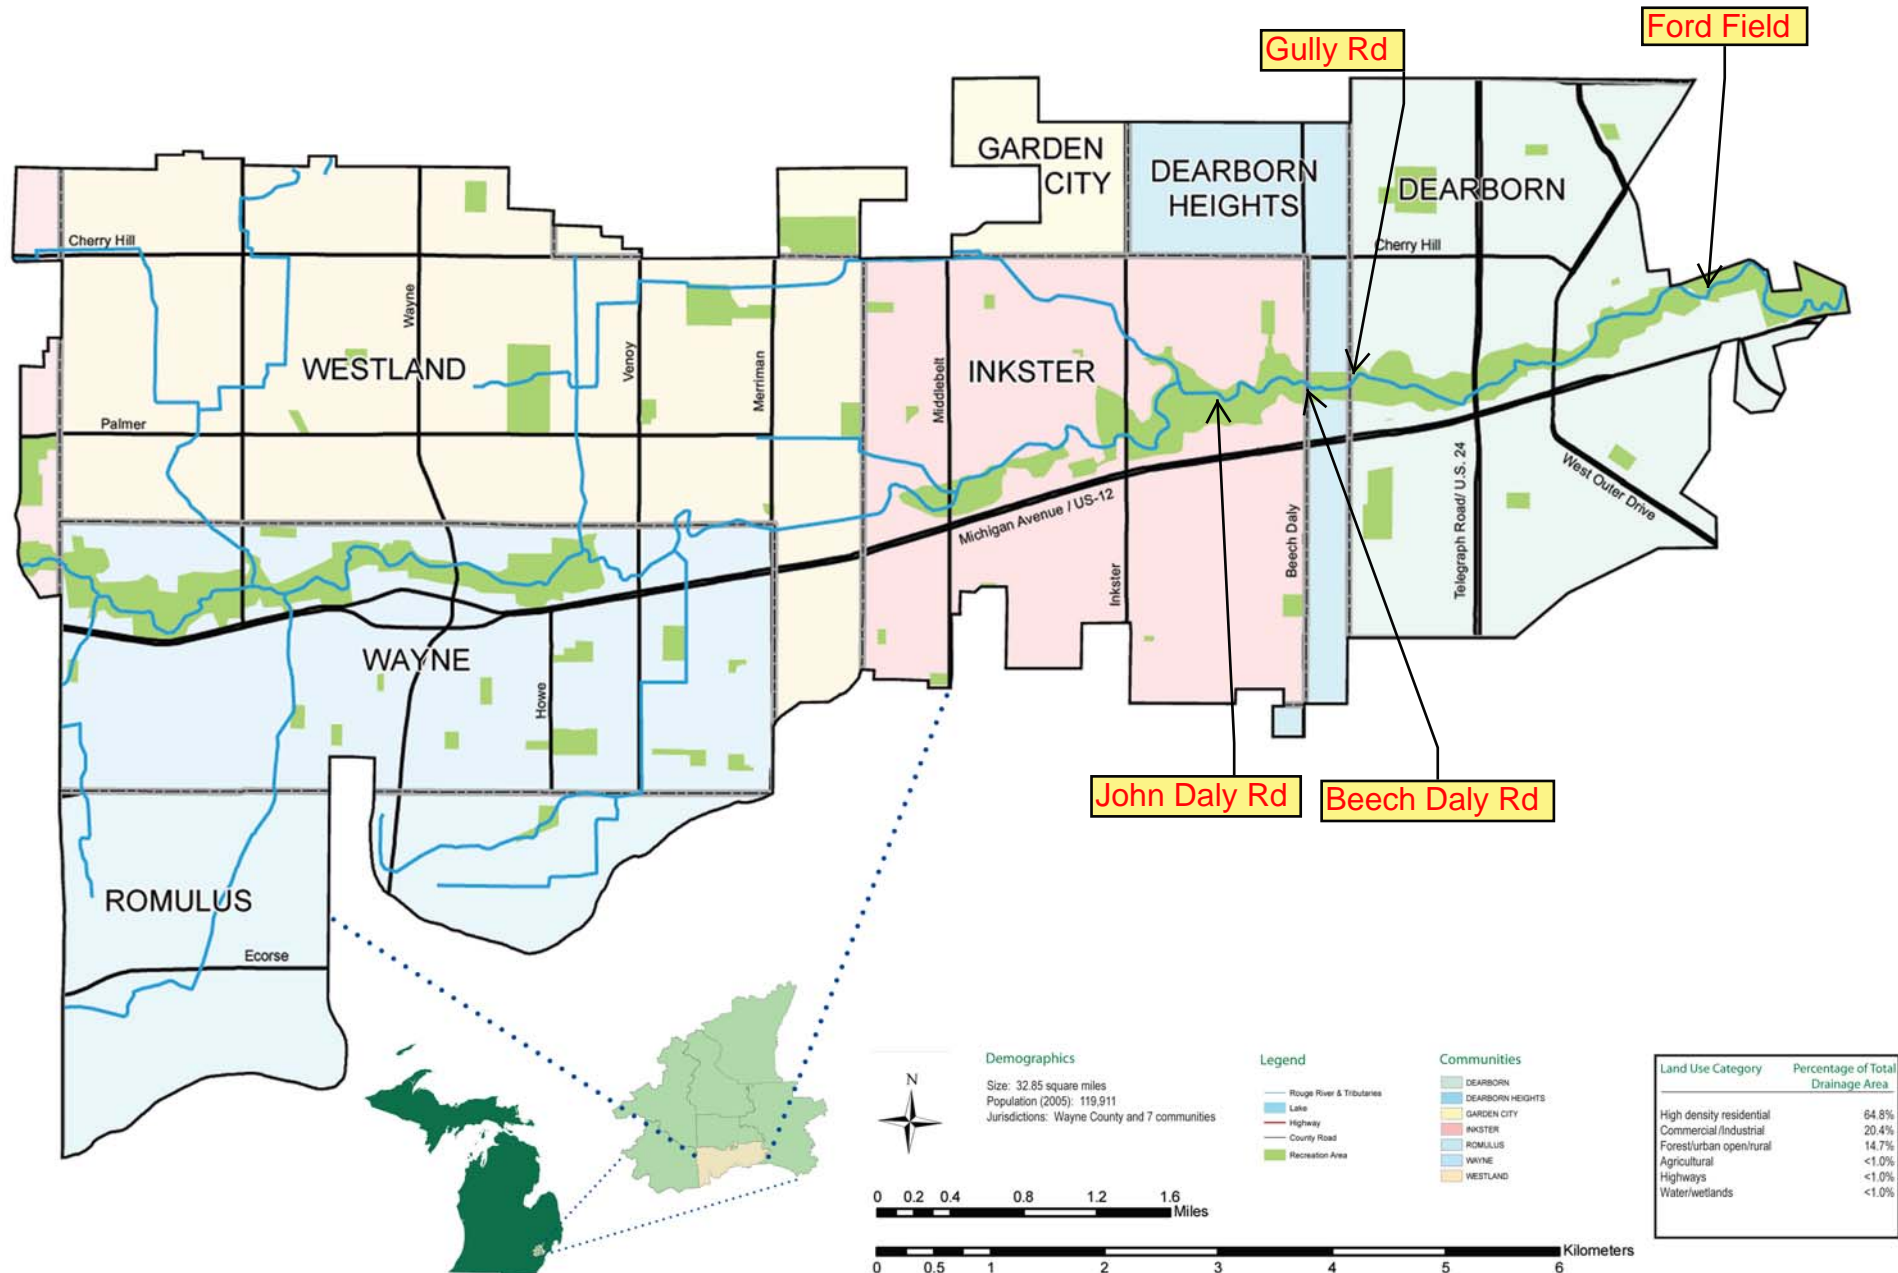 Ford Field
Gully Rd
GARDEN
CITY
DEARBORN
HEIGHTS
DEARBORN
Cherry Hill
Cherry Hill
Wayne
WESTLAND
Venoy
Merriman
Middlebelt
INKSTER
Palmer
Telegraph Road/ U.S. 24
West Outer Drive
Michigan Avenue / US-12
Inkster
Beech Daly
WAYNE
Howe
John Daly Rd
Beech Daly Rd
ROMULUS
Ecorse
N
Demographics
Size: 32.85 square miles
Population (2005): 119,911
Jurisdictions: Wayne County and 7 communities
Legend
Rouge River & Tributaries
Lake
Highway
County Road
Recreation Area
Communities
DEARBORN
DEARBORN HEIGHTS
GARDEN CITY
INKSTER
ROMULUS
WAYNE
WESTLAND
Land Use Category Percentage of Total
Drainage Area
High density residential 64.8%
Commercial/Industrial 20.4%
Forest/urban open/rural 14.7%
Agricultural <1.0%
Highways <1.0%
Water/wetlands <1.0%
0 0.2 0.4 0.8 1.2 1.6
Miles
Kilometers
0 0.5 1 2 3 4 5 6